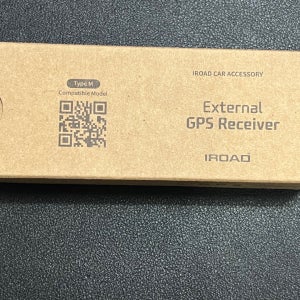 Type M
Compatible Model
IROAD CAR ACCESSORY
External
GPS Receiver
IROAD